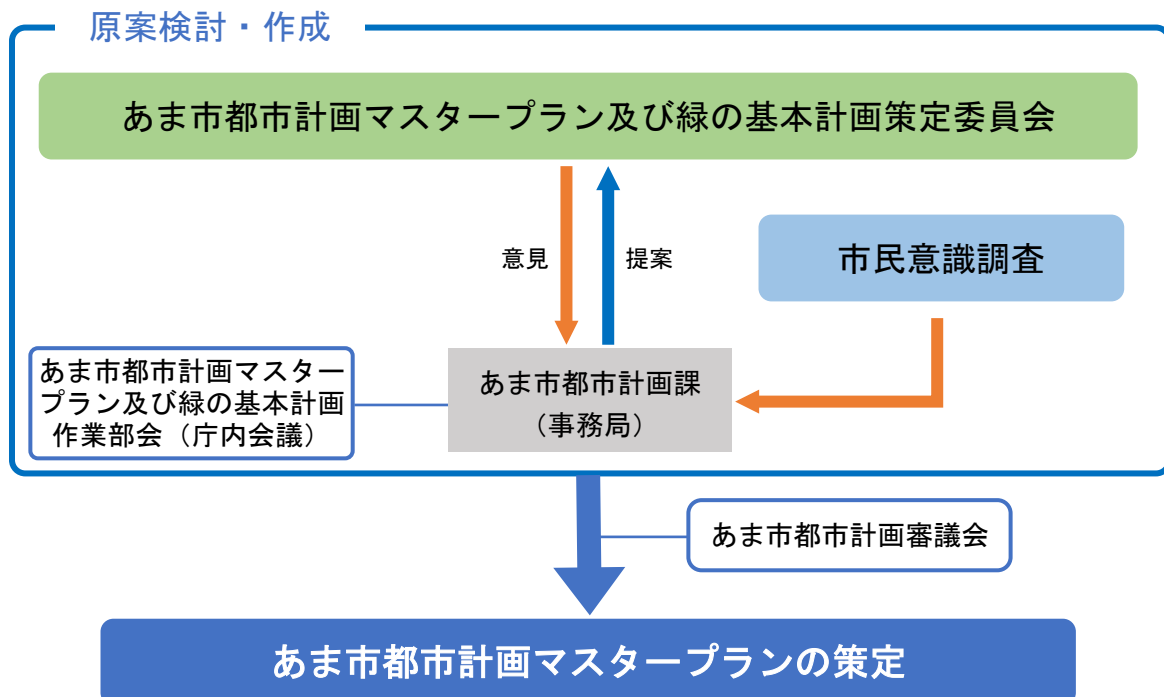 原案検討・作成
あま市都市計画マスタープラン及び緑の基本計画策定委員会
意見
提案
市民意識調査
あま市都市計画マスター
プラン及び緑の基本計画
作業部会（庁内会議）
あま市都市計画課
（事務局）
あま市都市計画審議会
あま市都市計画マスタープランの策定